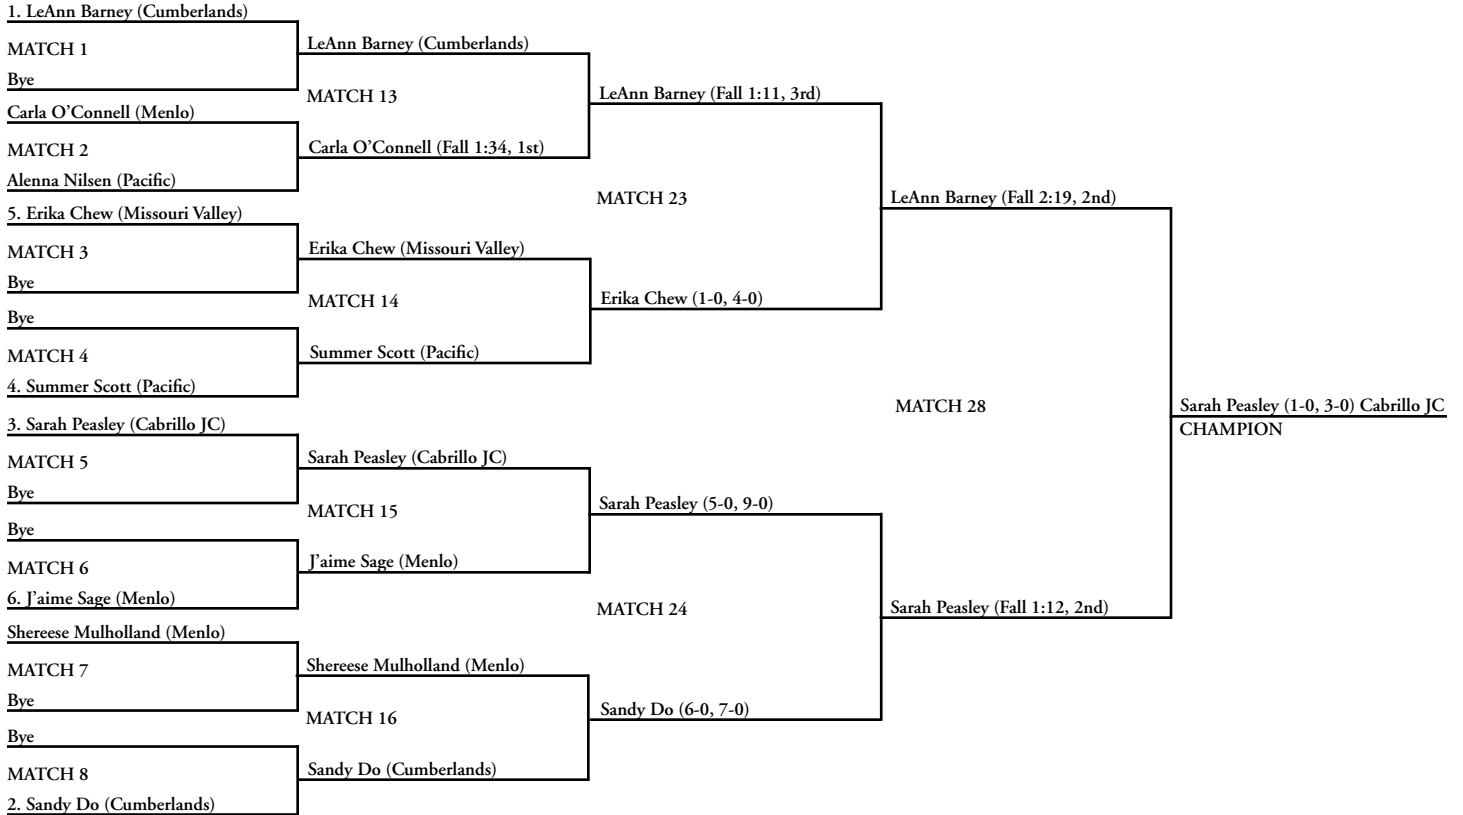 1. LeAnn Barney (Cumberlands)
MATCH 1
Bye
Carla O’Connell (Menlo)
MATCH 2
Alenna Nilsen (Pacific)
5. Erika Chew (Missouri Valley)
MATCH 3
Bye
Bye
MATCH 4
4. Summer Scott (Pacific)
3. Sarah Peasley (Cabrillo JC)
MATCH 5
Bye
Bye
MATCH 6
6. J’aime Sage (Menlo)
Shereese Mulholland (Menlo)
MATCH 7
Bye
Bye
MATCH 8
2. Sandy Do (Cumberlands)
LeAnn Barney (Cumberlands)
MATCH 13
Carla O’Connell (Fall 1:34, 1st)
Erika Chew (Missouri Valley)
MATCH 14
Summer Scott (Pacific)
Sarah Peasley (Cabrillo JC)
MATCH 15
J’aime Sage (Menlo)
Shereese Mulholland (Menlo)
MATCH 16
Sandy Do (Cumberlands)
LeAnn Barney (Fall 1:11, 3rd)
MATCH 23
Erika Chew (1-0, 4-0)
Sarah Peasley (5-0, 9-0)
MATCH 24
Sandy Do (6-0, 7-0)
LeAnn Barney (Fall 2:19, 2nd)
MATCH 28
Sarah Peasley (Fall 1:12, 2nd)
Sarah Peasley (1-0, 3-0) Cabrillo JC
CHAMPION